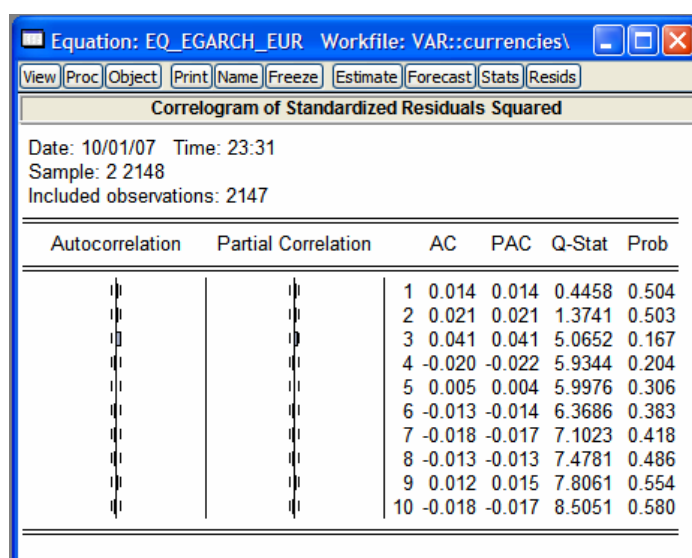 Equation: EQ_EGARCH_EUR Workfile: VAR::currencies\
View Proc Object Print Name Freeze Estimate Forecast Stats Resids
Correlogram of Standardized Residuals Squared
Date: 10/01/07 Time: 23:31
Sample: 2 2148
Included observations: 2147
Autocorrelation Partial Correlation AC PAC Q-Stat Prob
1 0.014 0.014 0.4458 0.504
2 0.021 0.021 1.3741 0.503
3 0.041 0.041 5.0652 0.167
4 -0.020 -0.022 5.9344 0.204
5 0.005 0.004 5.9976 0.306
6 -0.013 -0.014 6.3686 0.383
7 -0.018 -0.017 7.1023 0.418
8 -0.013 -0.013 7.4781 0.486
9 0.012 0.015 7.8061 0.554
10 -0.018 -0.017 8.5051 0.580